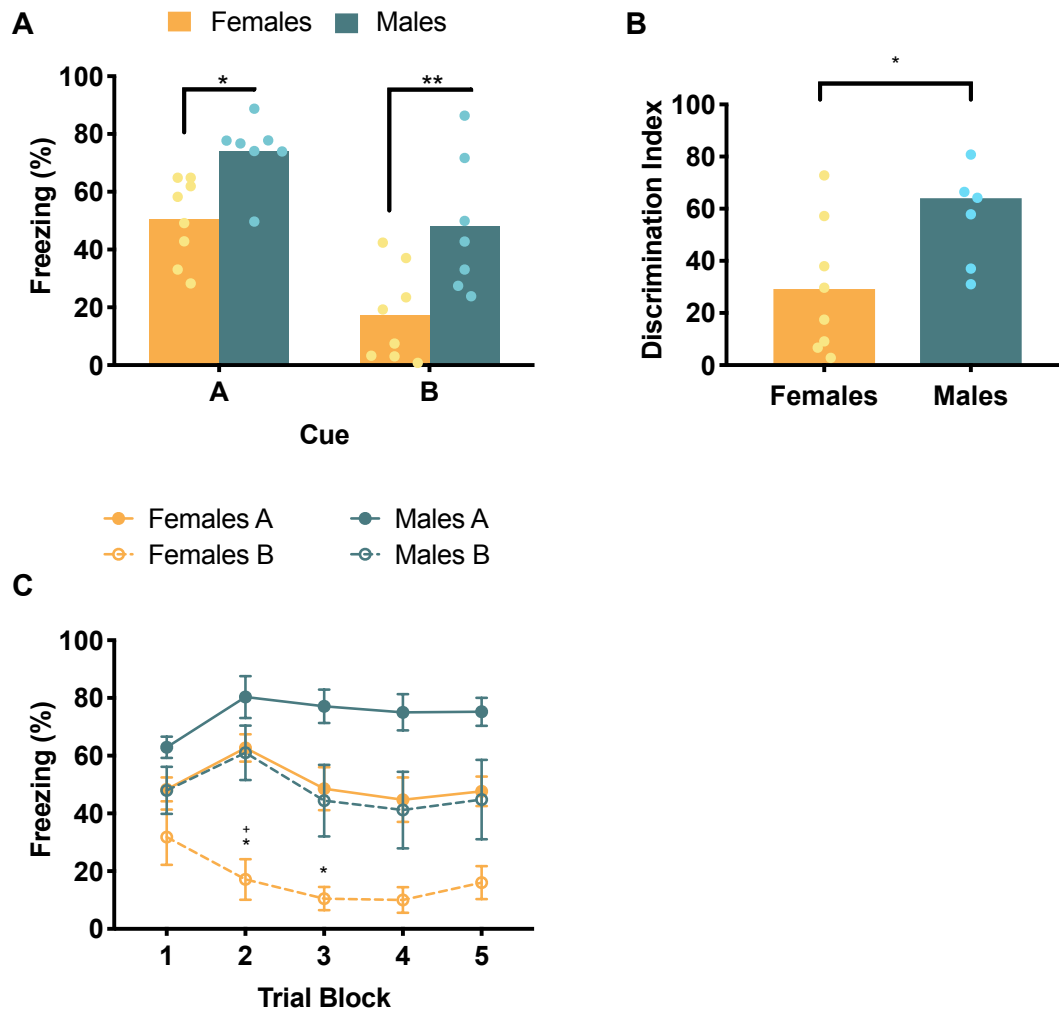 A
Females Males
Freezing (%)
100
80
60
40
20
0
*
**
A B
Cue
B
Discrimination Index
100
80
60
40
20
0
*
Females Males
Females A Males A
Females B Males B
C
Freezing (%)
100
80
60
40
20
0
+
*
*
1 2 3 4 5
Trial Block